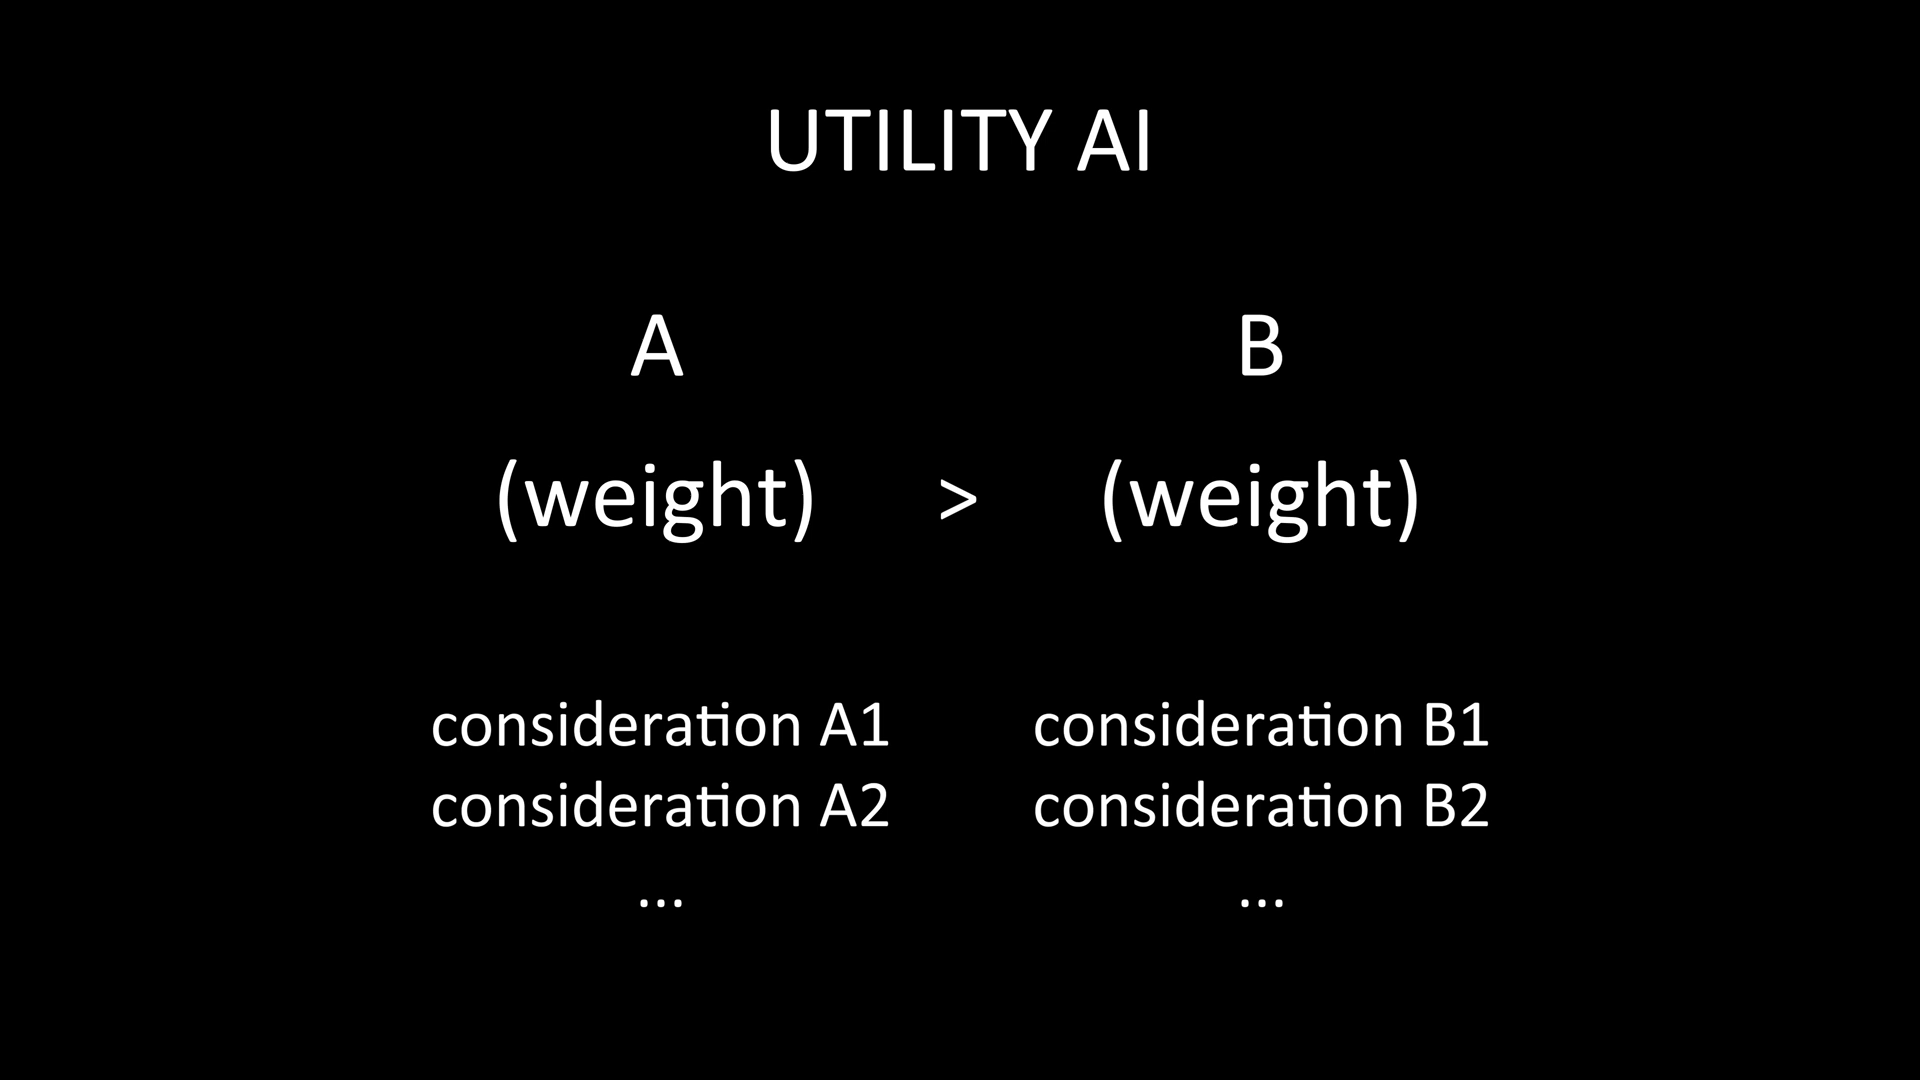 UTILITY AI
A B
(weight) > (weight)
consideration A1 consideration B1
consideration A2 consideration B2
... ...